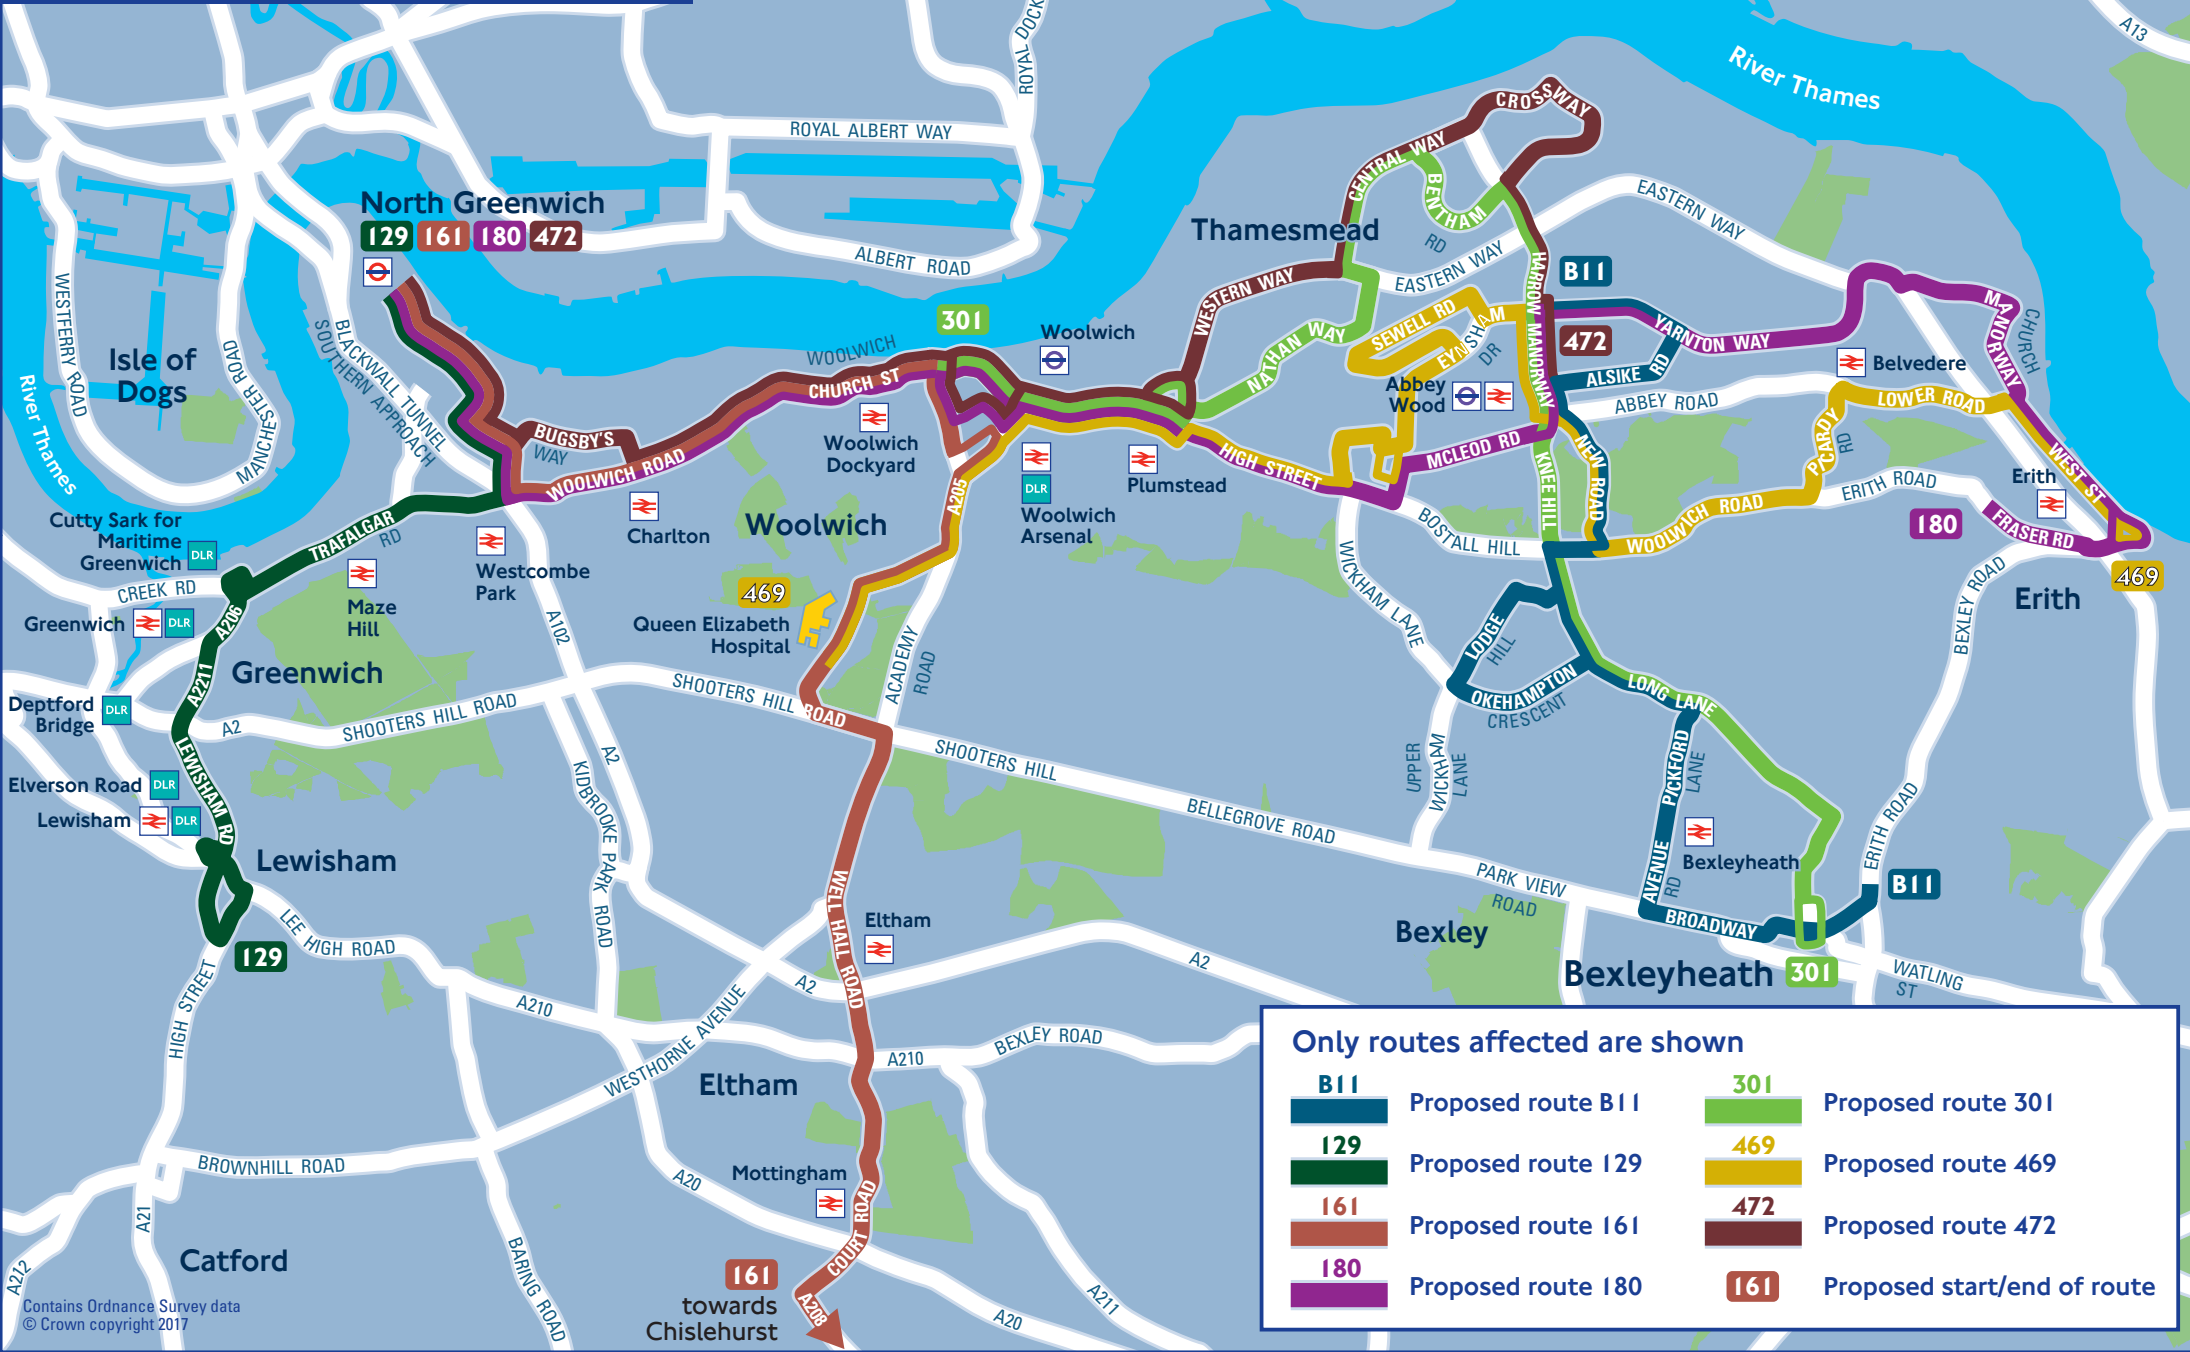 A13
River Thames
ROYAL DOCK
ROYAL ALBERT WAY
ALBERT ROAD
North Greenwich
129 161 180 472
Isle of
Dogs
WESTFERRY ROAD
MANCHESTER ROAD
River Thames
BLACKWALL TUNNEL
SOUTHERN APPROACH
CROSSWAY
CENTRAL WAY
BENTHAM
RD
Thamesmead
EASTERN WAY
EASTERN WAY
WESTERN WAY
NATHAN WAY
HARROW MANORWAY
B11
472
SEWELL RD
EYNSHAM
DR
YARNTON WAY
ALSIKE RD
ABBEY ROAD
MANORWAY
CHURCH
Belvedere
LOWER ROAD
PICARDY
RD
WEST ST
Erith
ERITH ROAD
FRASER RD
180
469
Erith
301
Woolwich
WOOLWICH
CHURCH ST
Woolwich
Dockyard
BUGSBY'S
WAY
WOOLWICH ROAD
Charlton
Woolwich
A205
DLR
Woolwich
Arsenal
Plumstead
HIGH STREET
Abbey
Wood
MCLEOD RD
KNEE HILL
NEW ROAD
WOOLWICH ROAD
BOSTALL HILL
WICKHAM LANE
LODGE
HILL
OKEHAMPTON
CRESCENT
LONG LANE
PICKFORD
LANE
UPPER
WICKHAM
LANE
BEXLEY ROAD
ERITH ROAD
Cutty Sark for
Maritime
Greenwich
DLR
TRAFALGAR
RD
CREEK RD
Greenwich
DLR
A206
Maze
Hill
Westcombe
Park
A102
469
Queen Elizabeth
Hospital
ACADEMY
ROAD
Greenwich
A2211
Deptford
Bridge
DLR
A2
SHOOTERS HILL ROAD
SHOOTERS HILL ROAD
SHOOTERS HILL
BELLEGROVE ROAD
PARK VIEW
ROAD
Elverson Road
DLR
Lewisham
DLR
LEWISHAM RD
Lewisham
129
LEE HIGH ROAD
HIGH STREET
KIDBROOKE PARK ROAD
A2
A2
A2
WELL HALL ROAD
Eltham
Bexley
Bexleyheath
AVENUE
RD
BROADWAY
B11
Bexleyheath
301
WATLING
ST
A210
WESTHORNE AVENUE
A210
BEXLEY ROAD
Eltham
BROWNHILL ROAD
A21
A212
Catford
BARING ROAD
A20
Mottingham
COURT ROAD
161
towards
Chislehurst
A208
A20
A211
Contains Ordnance Survey data
© Crown copyright 2017
Only routes affected are shown
B11
Proposed route B11
129
Proposed route 129
161
Proposed route 161
180
Proposed route 180
301
Proposed route 301
469
Proposed route 469
472
Proposed route 472
161
Proposed start/end of route